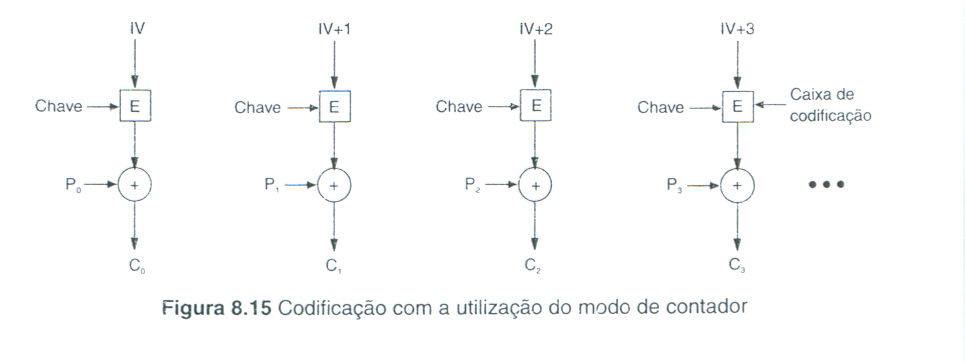 IV IV+1 IV+2 IV+3
Chave E Chave E Chave E Chave E Caixa de
codificação
P₀ + P₁ + P₂ + P₃ + •••
C₀ C₁ C₂ C₃
Figura 8.15 Codificação com a utilização do modo de contador